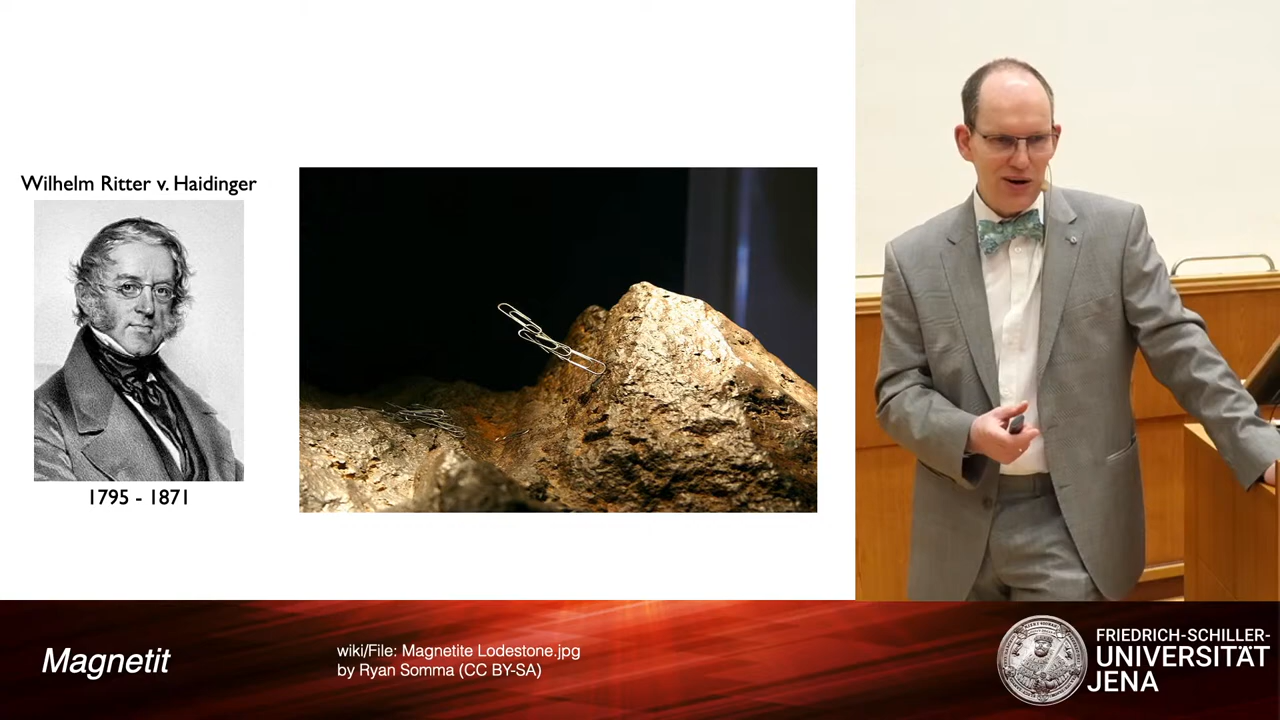 Wilhelm Ritter v. Haidinger
1795 - 1871
Magnetit
wiki/File: Magnetite Lodestone.jpg
by Ryan Somma (CC BY-SA)
FRIEDRICH-SCHILLER-
UNIVERSITÄT
JENA